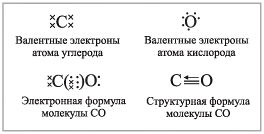 ×C×
Валентные электроны
атома углерода
:O:
Валентные электроны
атома кислорода
×C(×:×:)O:
Электронная формула
молекулы CO
C⇚O
Структурная формула
молекулы CO